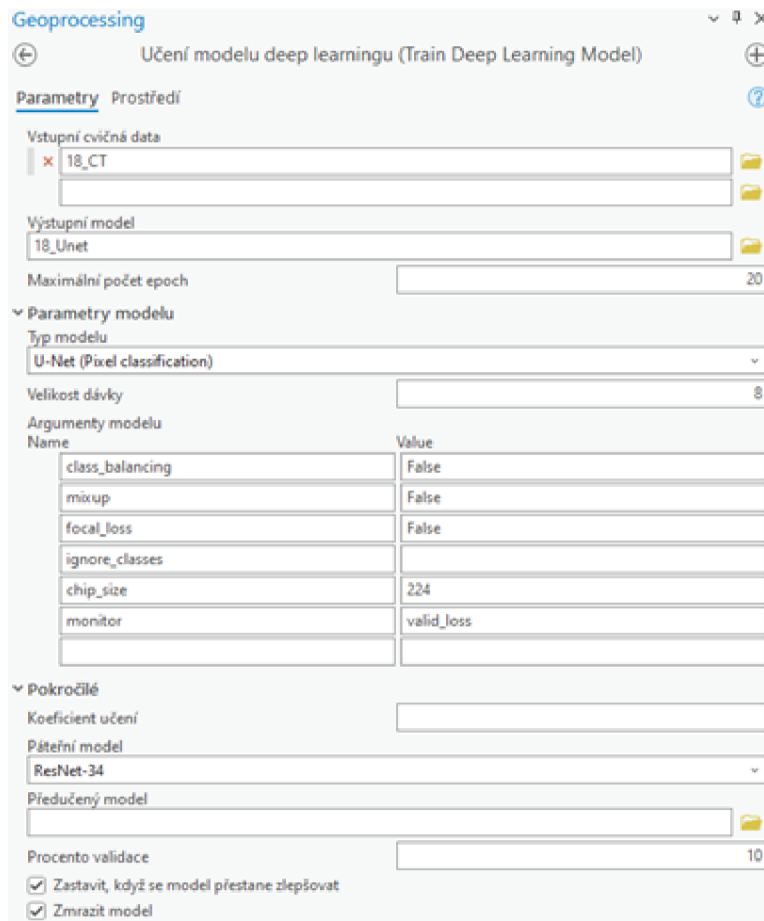 Geoprocessing
Učení modelu deep learningu (Train Deep Learning Model)
Parametry Prostředí
Vstupní cvičná data
18_CT
Výstupní model
18_Unet
Maximální počet epoch 20
Parametry modelu
Typ modelu
U-Net (Pixel classification)
Velikost dávky 8
Argumenty modelu
Name Value
class_balancing False
mixup False
focal_loss False
ignore_classes
chip_size 224
monitor valid_loss
Pokročilé
Koeficient učení
Páteřní model
ResNet-34
Předučený model
Procento validace 10
Zastavit, když se model přestane zlepšovat
Zmrazit model